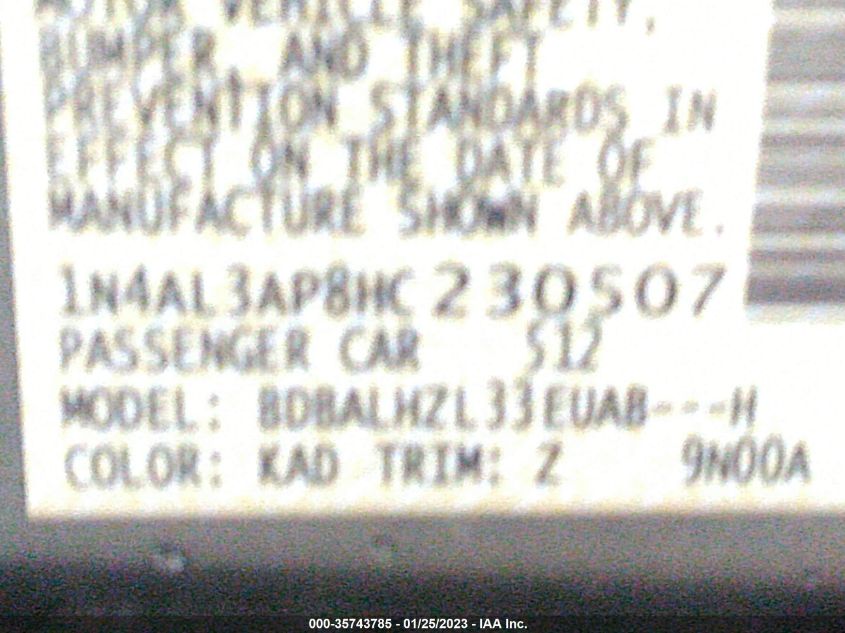 MOTOR VEHICLE SAFETY,
BUMPER, AND THEFT
PREVENTION STANDARDS IN
EFFECT ON THE DATE OF
MANUFACTURE SHOWN ABOVE.
1N4AL3AP8HC230507
PASSENGER CAR 512
MODEL: BDBALHZL33EUAB---H
COLOR: KAD TRIM: Z 9N00A
000-35743785 - 01/25/2023 - IAA Inc.